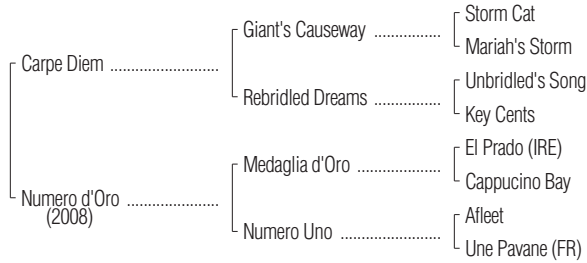 Carpe Diem ........................
Numero d'Oro ........................
(2008)
Giant's Causeway .................
Rebridled Dreams .................
Medaglia d'Oro .....................
Numero Uno ......................
Storm Cat
Mariah's Storm
Unbridled's Song
Key Cents
El Prado (IRE)
Cappucino Bay
Afleet
Une Pavane (FR)